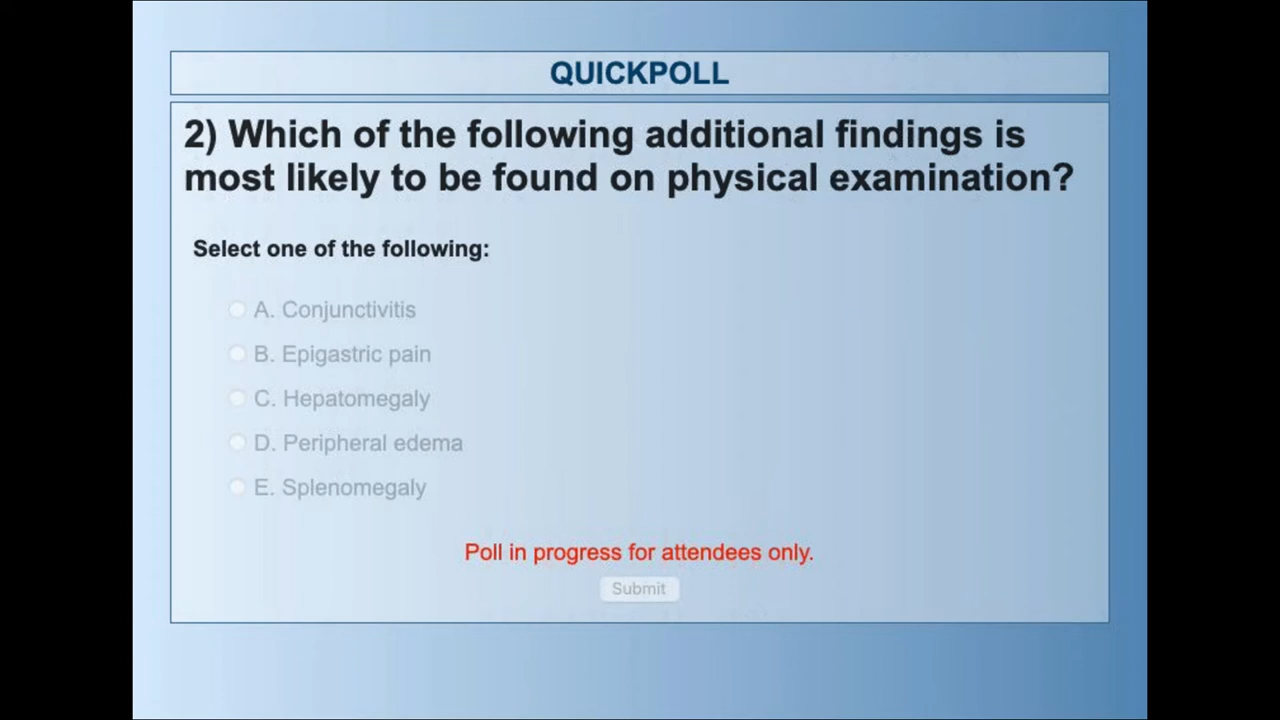 QUICKPOLL
2) Which of the following additional findings is
most likely to be found on physical examination?
Select one of the following:
A. Conjunctivitis
B. Epigastric pain
C. Hepatomegaly
D. Peripheral edema
E. Splenomegaly
Poll in progress for attendees only.
Submit